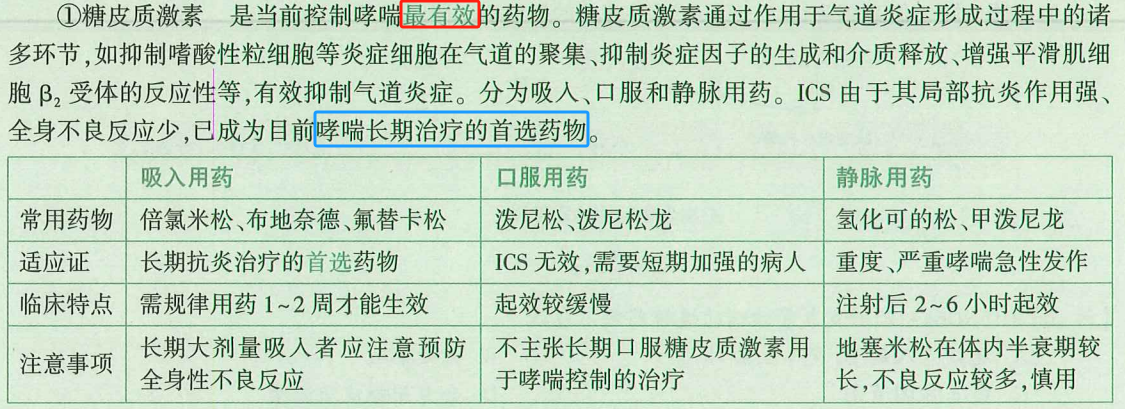 ①糖皮质激素 是当前控制哮喘最有效的药物。糖皮质激素通过作用于气道炎症形成过程中的诸
多环节,如抑制嗜酸性粒细胞等炎症细胞在气道的聚集、抑制炎症因子的生成和介质释放、增强平滑肌细
胞 β₂ 受体的反应性等,有效抑制气道炎症。分为吸入、口服和静脉用药。ICS 由于其局部抗炎作用强、
全身不良反应少,已成为目前哮喘长期治疗的首选药物。
吸入用药 口服用药 静脉用药
常用药物 倍氯米松、布地奈德、氟替卡松 泼尼松、泼尼松龙 氢化可的松、甲泼尼龙
适应证 长期抗炎治疗的首选药物 ICS 无效,需要短期加强的病人 重度、严重哮喘急性发作
临床特点 需规律用药 1~2 周才能生效 起效较缓慢 注射后 2~6 小时起效
注意事项 长期大剂量吸入者应注意预防 不主张长期口服糖皮质激素用 地塞米松在体内半衰期较
全身性不良反应 于哮喘控制的治疗 长,不良反应较多,慎用